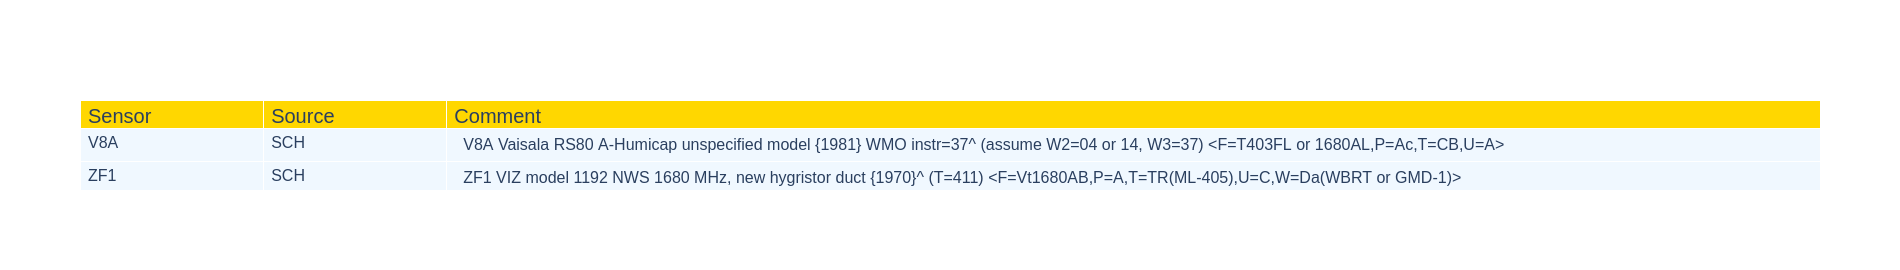 Sensor Source Comment
V8A SCH V8A Vaisala RS80 A-Humicap unspecified model {1981} WMO instr=37^ (assume W2=04 or 14, W3=37) <F=T403FL or 1680AL,P=Ac,T=CB,U=A>
ZF1 SCH ZF1 VIZ model 1192 NWS 1680 MHz, new hygristor duct {1970}^ (T=411) <F=Vt1680AB,P=A,T=TR(ML-405),U=C,W=Da(WBRT or GMD-1)>